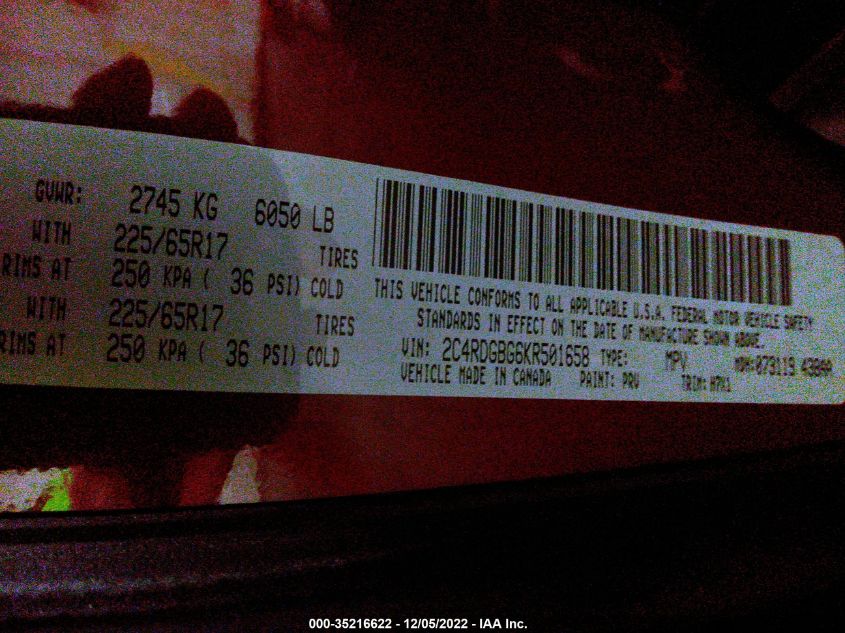 GVWR: 2745 KG 6050 LB
WITH 225/65R17 TIRES
RIMS AT 250 KPA ( 36 PSI) COLD
WITH 225/65R17 TIRES
RIMS AT 250 KPA ( 36 PSI) COLD
THIS VEHICLE CONFORMS TO ALL APPLICABLE U.S.A. FEDERAL MOTOR VEHICLE SAFETY
STANDARDS IN EFFECT ON THE DATE OF MANUFACTURE SHOWN ABOVE.
VIN: 2C4RDGBG6KR501658 TYPE: MPV
VEHICLE MADE IN CANADA PAINT: PRV TRIM:
000-35216622 - 12/05/2022 - IAA Inc.